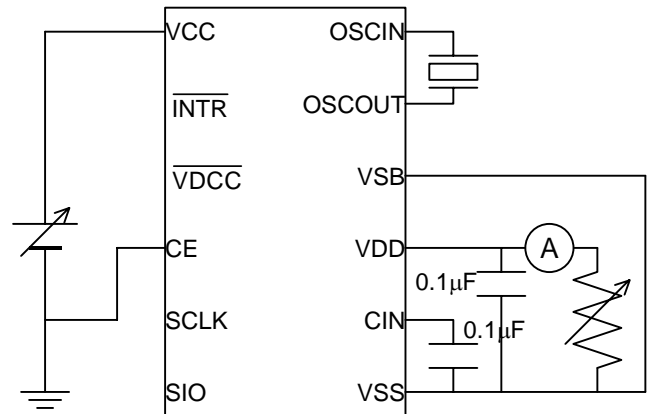 VCC
OSCIN
INTR
OSCOUT
VDCC
VSB
CE
VDD
A
0.1μF
SCLK
CIN
0.1μF
SIO
VSS